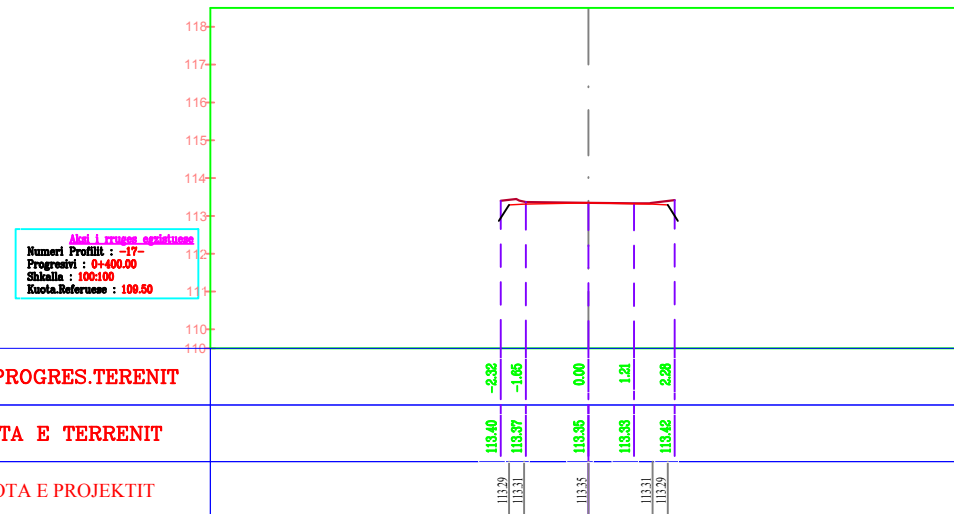 118
117
116
115
114
113
112
111
110
110
Aksi i rruges egzistuese
Numeri Profilit : -17-
Progresivi : 0+400.00
Shkalla : 100:100
Kuota.Referuese : 109.50
PROGRES.TERENIT
-2.32 -1.65 0.00 1.21 2.28
TA E TERRENIT
113.40 113.37 113.35 113.33 113.42
OTA E PROJEKTIT
113.29 113.31 113.35 113.31 113.29